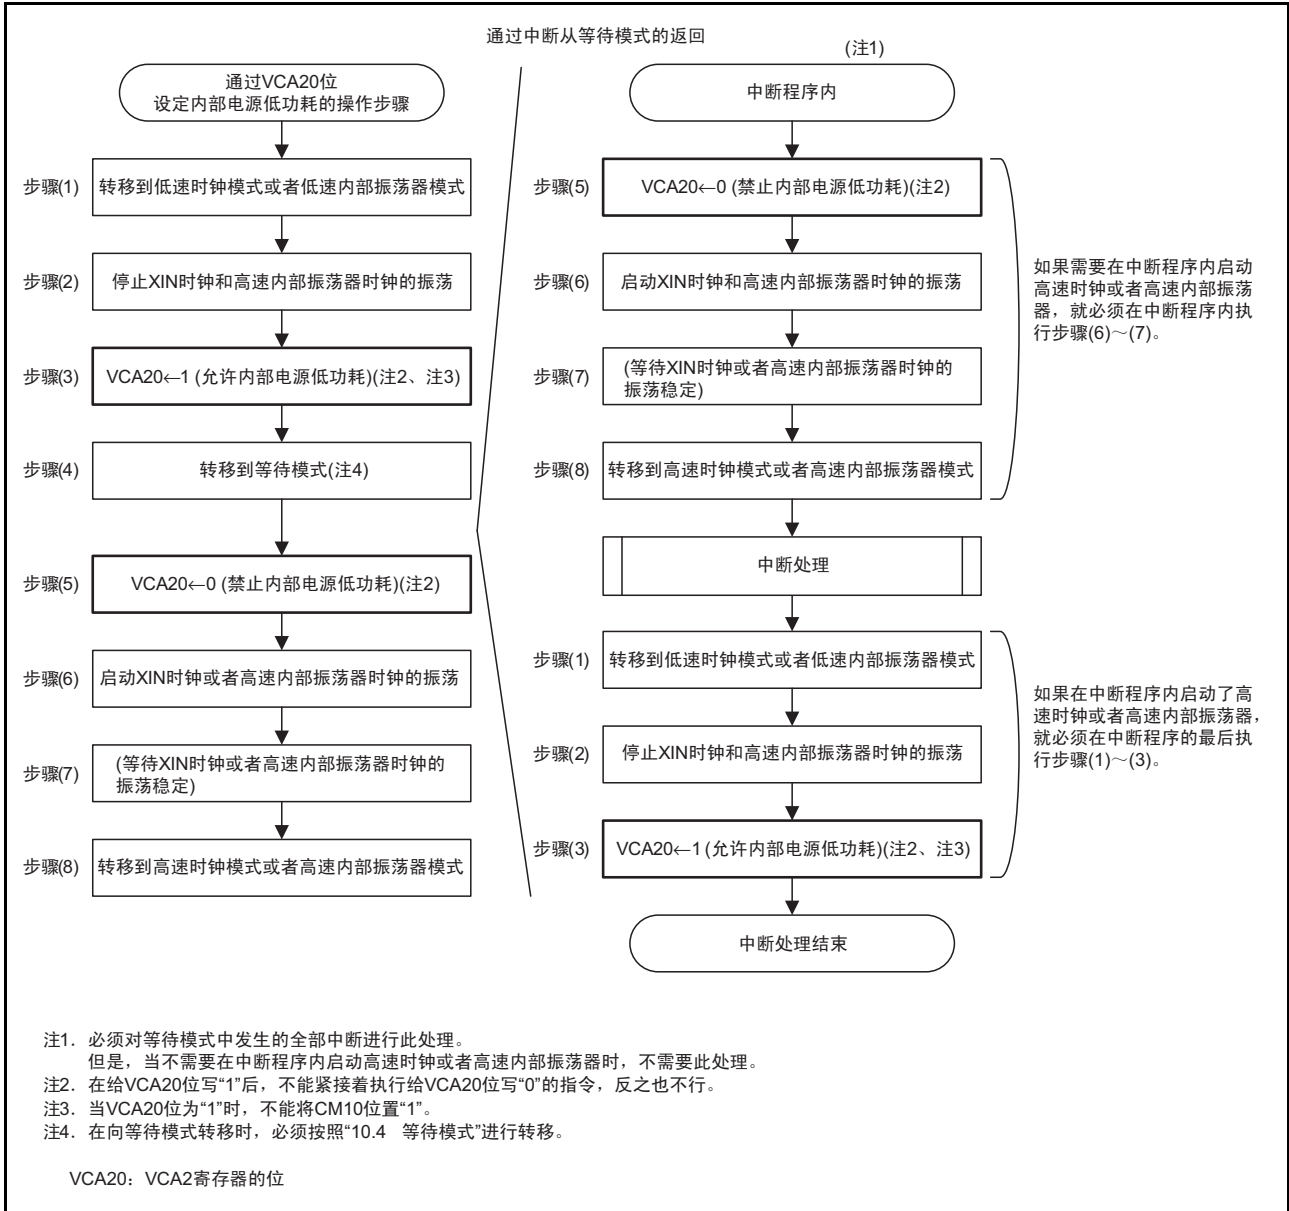 通过中断从等待模式的返回
通过VCA20位
设定内部电源低功耗的操作步骤
步骤(1)
转移到低速时钟模式或者低速内部振荡器模式
步骤(2)
停止XIN时钟和高速内部振荡器时钟的振荡
步骤(3)
VCA20←1 (允许内部电源低功耗)(注2、注3)
步骤(4)
转移到等待模式(注4)
步骤(5)
VCA20←0 (禁止内部电源低功耗)(注2)
步骤(6)
启动XIN时钟或者高速内部振荡器时钟的振荡
步骤(7)
(等待XIN时钟或者高速内部振荡器时钟的
振荡稳定)
步骤(8)
转移到高速时钟模式或者高速内部振荡器模式
(注1)
中断程序内
步骤(5)
VCA20←0 (禁止内部电源低功耗)(注2)
步骤(6)
启动XIN时钟和高速内部振荡器时钟的振荡
步骤(7)
(等待XIN时钟或者高速内部振荡器时钟的
振荡稳定)
步骤(8)
转移到高速时钟模式或者高速内部振荡器模式
如果需要在中断程序内启动
高速时钟或者高速内部振荡
器，就必须在中断程序内执
行步骤(6)～(7)。
中断处理
步骤(1)
转移到低速时钟模式或者低速内部振荡器模式
步骤(2)
停止XIN时钟和高速内部振荡器时钟的振荡
步骤(3)
VCA20←1 (允许内部电源低功耗)(注2、注3)
如果在中断程序内启动了高
速时钟或者高速内部振荡器，
就必须在中断程序的最后执
行步骤(1)～(3)。
中断处理结束
注1．必须对等待模式中发生的全部中断进行此处理。
但是，当不需要在中断程序内启动高速时钟或者高速内部振荡器时，不需要此处理。
注2．在给VCA20位写“1”后，不能紧接着执行给VCA20位写“0”的指令，反之也不行。
注3．当VCA20位为“1”时，不能将CM10位置“1”。
注4．在向等待模式转移时，必须按照“10.4 等待模式”进行转移。
VCA20：VCA2寄存器的位